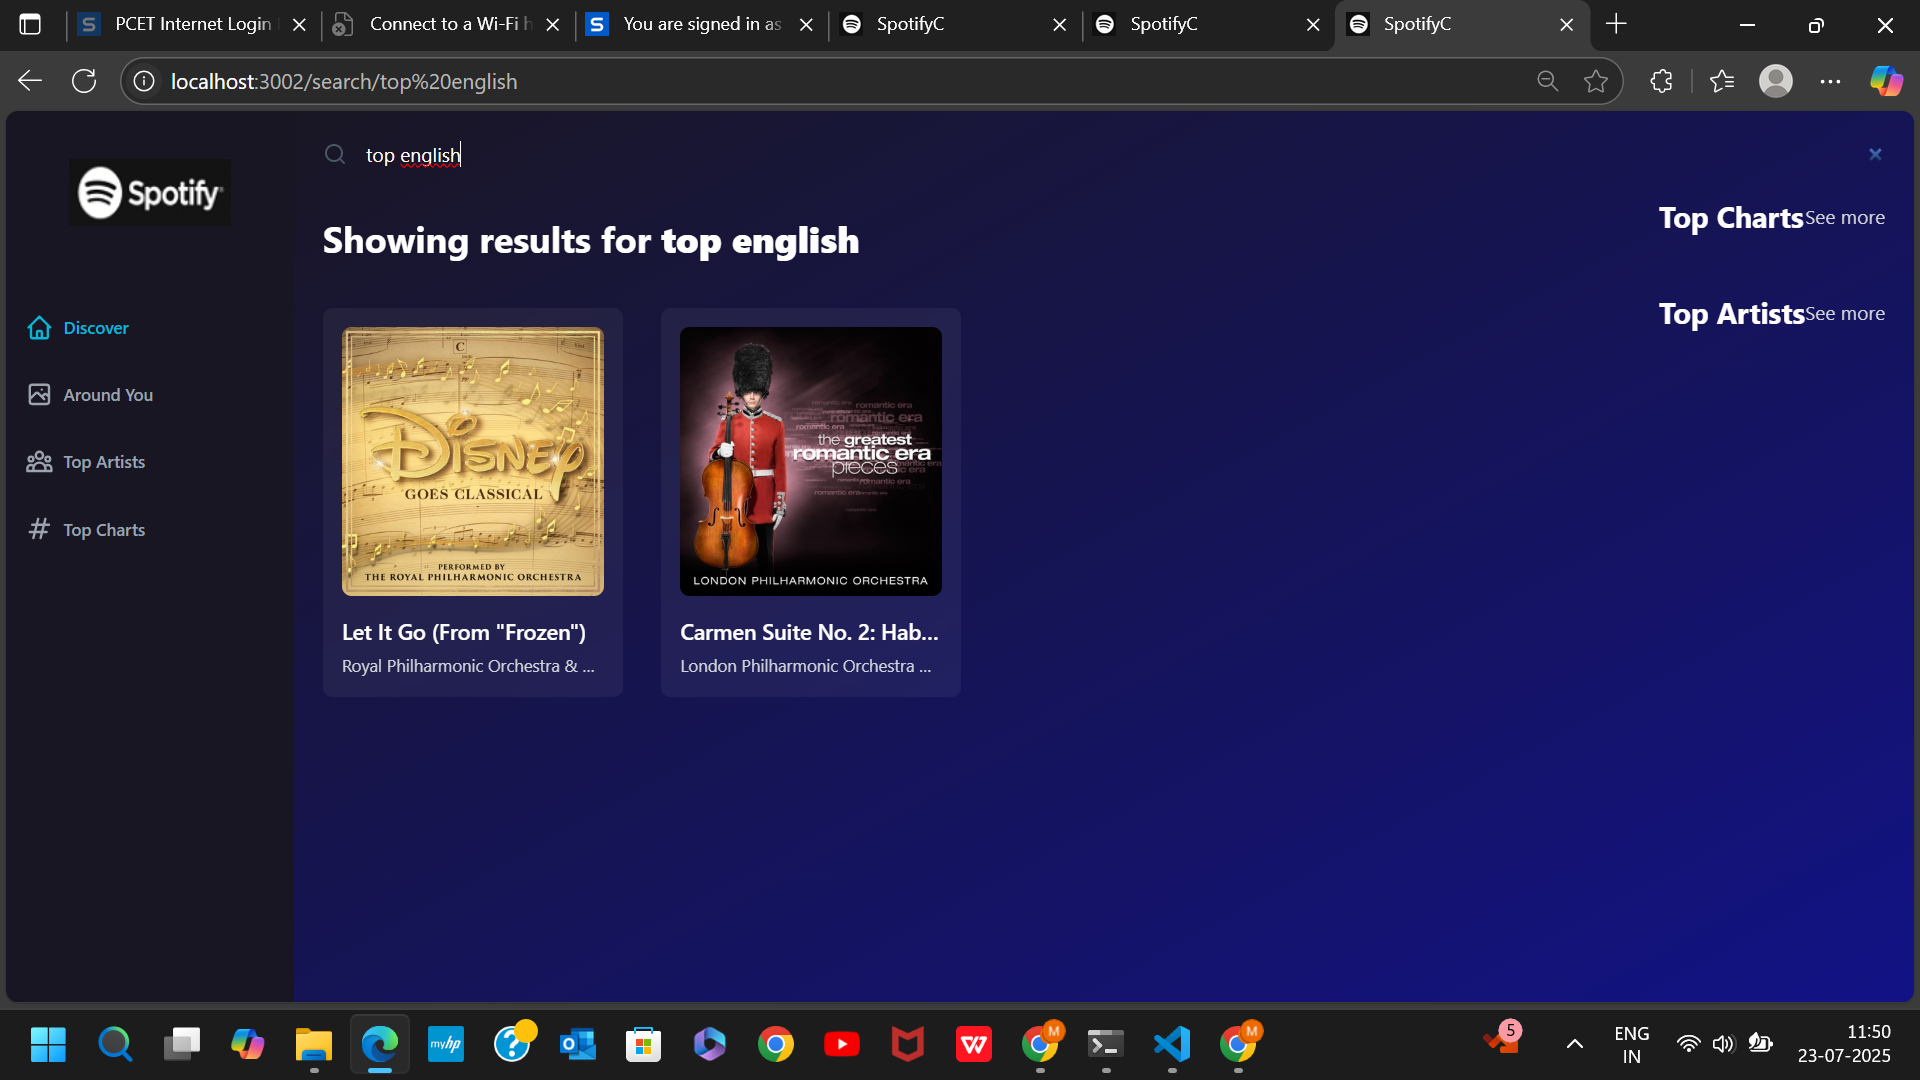 PCET Internet Login
Connect to a Wi-Fi h
You are signed in as
SpotifyC
SpotifyC
SpotifyC
localhost:3002/search/top%20english
Spotify
top english
Showing results for top english
Top Charts See more
Top Artists See more
Discover
Around You
Top Artists
Top Charts
C
Disney
GOES CLASSICAL
PERFORMED BY
THE ROYAL PHILHARMONIC ORCHESTRA
Let It Go (From "Frozen")
Royal Philharmonic Orchestra & ...
romantic era
romantic era
the greatest
romantic era
pieces
romantic era
LONDON PHILHARMONIC ORCHESTRA
Carmen Suite No. 2: Hab...
London Philharmonic Orchestra ...
myhp
M
M
5
ENG
IN
11:50
23-07-2025